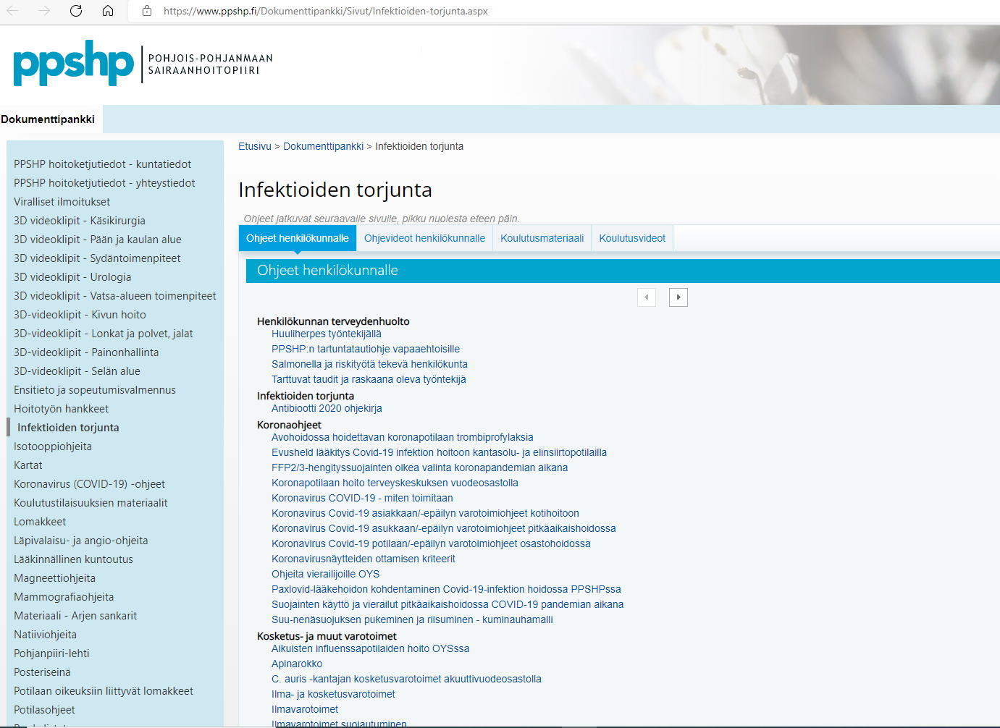 https://www.ppshp.fi/Dokumenttipankki/Sivut/Infektioiden-torjunta.aspx
ppshp
POHJOIS-POHJANMAAN
SAIRAANHOITOPIIRI
Dokumenttipankki
PPSHP hoitoketjutiedot - kuntatiedot
PPSHP hoitoketjutiedot - yhteystiedot
Viralliset ilmoitukset
3D videoklipit - Käsikirurgia
3D videoklipit - Pään ja kaulan alue
3D videoklipit - Sydäntoimenpiteet
3D videoklipit - Urologia
3D videoklipit - Vatsa-alueen toimenpiteet
3D-videoklipit - Kivun hoito
3D-videoklipit - Lonkat ja polvet, jalat
3D-videoklipit - Painonhallinta
3D-videoklipit - Selän alue
Ensitieto ja sopeutumisvalmennus
Hoitotyön hankkeet
Infektioiden torjunta
Isotooppiohjeita
Kartat
Koronavirus (COVID-19) -ohjeet
Koulutustilaisuuksien materiaalit
Lomakkeet
Läpivalaisu- ja angio-ohjeita
Lääkinnällinen kuntoutus
Magneettiohjeita
Mammografiaohjeita
Materiaali - Arjen sankarit
Natiiviohjeita
Pohjanpiiri-lehti
Posteriseinä
Potilaan oikeuksiin liittyvät lomakkeet
Potilasohjeet
Etusivu > Dokumenttipankki > Infektioiden torjunta
Infektioiden torjunta
Ohjeet jatkuvat seuraavalle sivulle, pikku nuolesta eteen päin.
Ohjeet henkilökunnalle Ohjevideot henkilökunnalle Koulutusmateriaali Koulutusvideot
Ohjeet henkilökunnalle
Henkilökunnan terveydenhuolto
Huuliherpes työntekijällä
PPSHP:n tartuntatautiohje vapaaehtoisille
Salmonella ja riskityötä tekevä henkilökunta
Tarttuvat taudit ja raskaana oleva työntekijä
Infektioiden torjunta
Antibiootti 2020 ohjekirja
Koronaohjeet
Avohoidossa hoidettavan koronapotilaan trombiprofylaksia
Evusheld lääkitys Covid-19 infektion hoitoon kantasolu- ja elinsiirtopotilailla
FFP2/3-hengityssuojainten oikea valinta koronapandemian aikana
Koronapotilaan hoito terveyskeskuksen vuodeosastolla
Koronavirus COVID-19 - miten toimitaan
Koronavirus Covid-19 asiakkaan/-epäilyn varotoimiohjeet kotihoitoon
Koronavirus Covid-19 asukkaan/-epäilyn varotoimiohjeet pitkäaikaishoidossa
Koronavirus Covid-19 potilaan/-epäilyn varotoimiohjeet osastohoidossa
Koronavirusnäytteiden ottamisen kriteerit
Ohjeita vierailijoille OYS
Paxlovid-lääkehoidon kohdentaminen Covid-19-infektion hoidossa PPSHPssa
Suojainten käyttö ja vierailut pitkäaikaishoidossa COVID-19 pandemian aikana
Suu-nenäsuojuksen pukeminen ja riisuminen - kuminauhamalli
Kosketus- ja muut varotoimet
Aikuisten influenssapotilaiden hoito OYSssa
Apinarokko
C. auris -kantajan kosketusvarotoimet akuuttivuodeosastolla
Ilma- ja kosketusvarotoimet
Ilmavarotoimet
Ilmavarotoimet suojautuminen